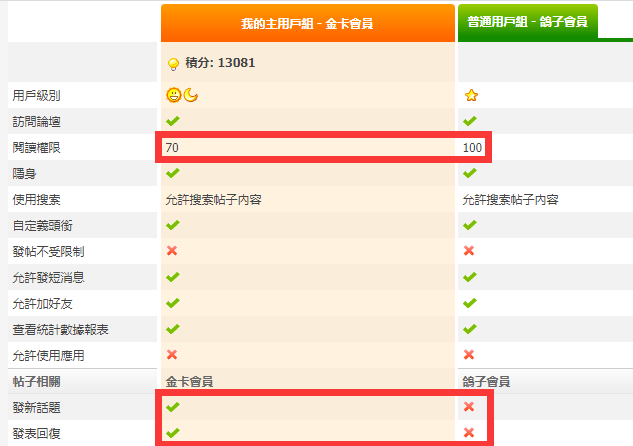 我的主用戶組 - 金卡會員 普通用戶組 - 鴿子會員
積分: 13081
用戶級別
訪問論壇
閱讀權限 70 100
隱身
使用搜索 允許搜索帖子內容 允許搜索帖子內容
自定義頭銜
發帖不受限制
允許發短消息
允許加好友
查看統計數據報表
允許使用應用
帖子相關 金卡會員 鴿子會員
發新話題
發表回復